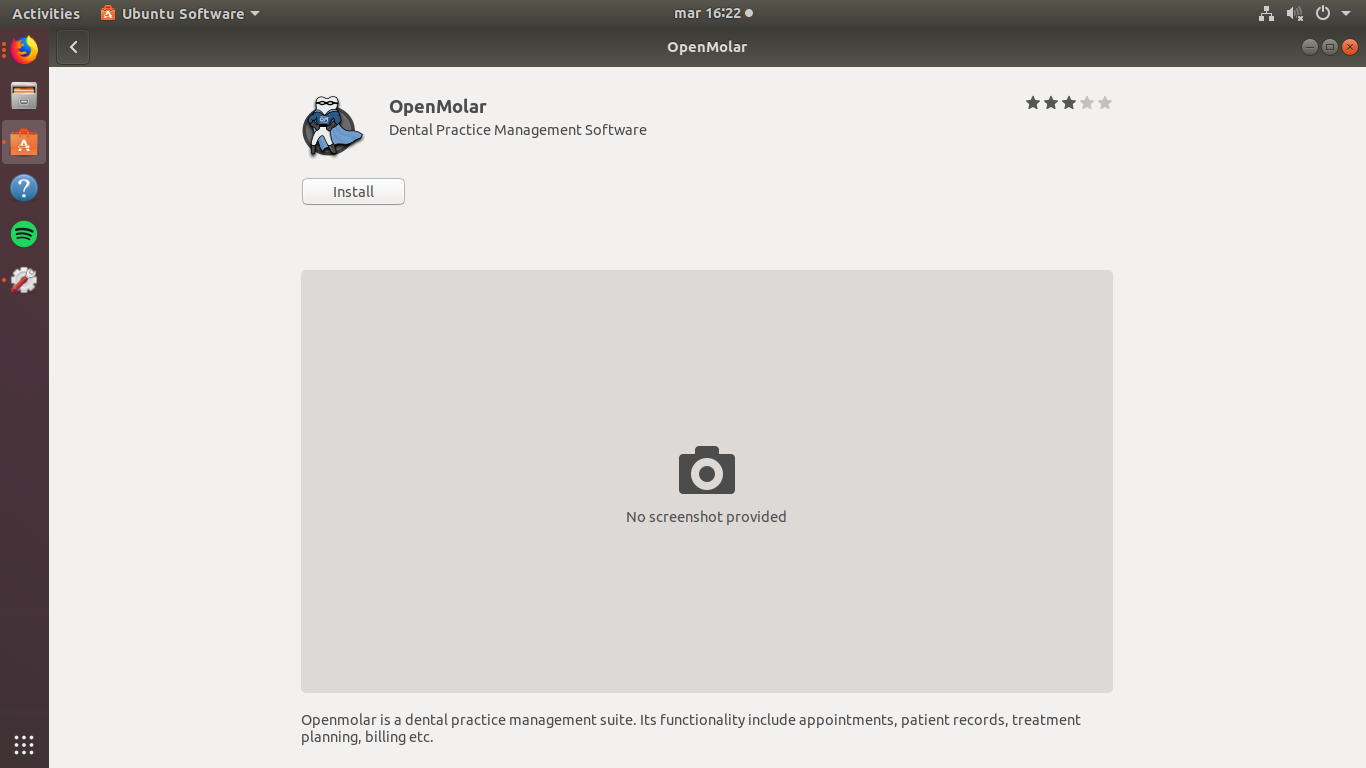 Activities
Ubuntu Software
mar 16:22
OpenMolar
OpenMolar
Dental Practice Management Software
Install
No screenshot provided
Openmolar is a dental practice management suite. Its functionality include appointments, patient records, treatment
planning, billing etc.